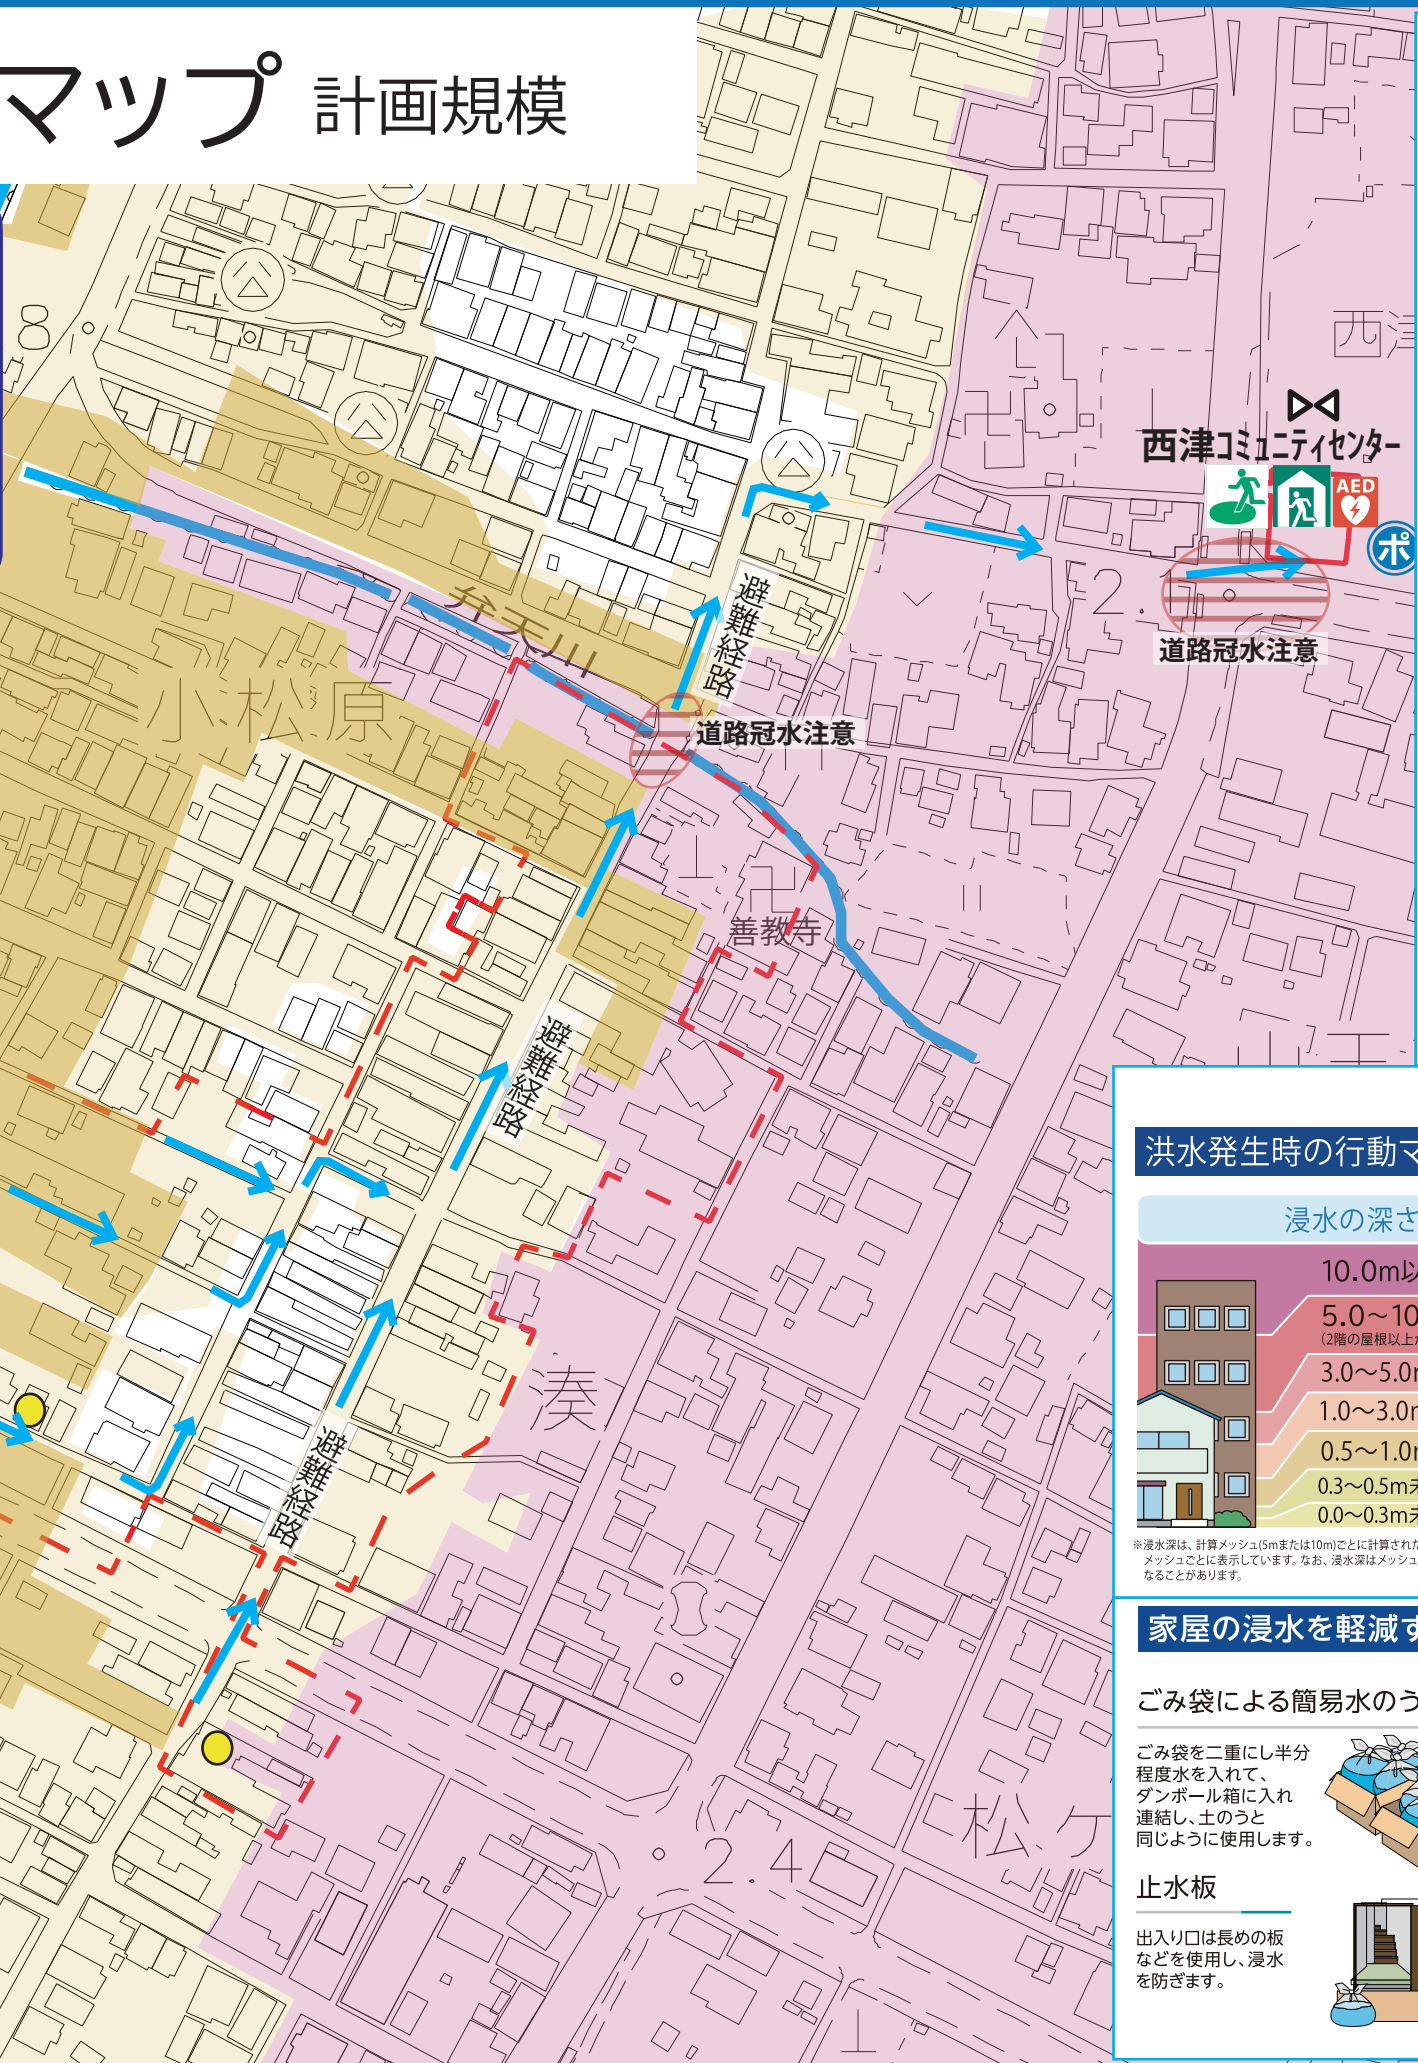 マップ 計画規模
西津
西津コミュニティセンター
AED
ポ
2.
道路冠水注意
弁天川
避難経路
小松原
道路冠水注意
善教寺
避難経路
湊
避難経路
松ヶ
2.4
洪水発生時の行動マ
浸水の深さ
10.0m以
5.0～10
(2階の屋根以上
3.0～5.0m
1.0～3.0m
0.5～1.0m
0.3～0.5m未
0.0～0.3m未
※浸水深は、計算メッシュ(5mまたは10m)ごとに計算された
メッシュごとに表示しています。なお、浸水深はメッシュ
なることがあります。
家屋の浸水を軽減す
ごみ袋による簡易水のう
ごみ袋を二重にし半分
程度水を入れて、
ダンボール箱に入れ
連結し、土のうと
同じように使用します。
止水板
出入り口は長めの板
などを使用し、浸水
を防ぎます。